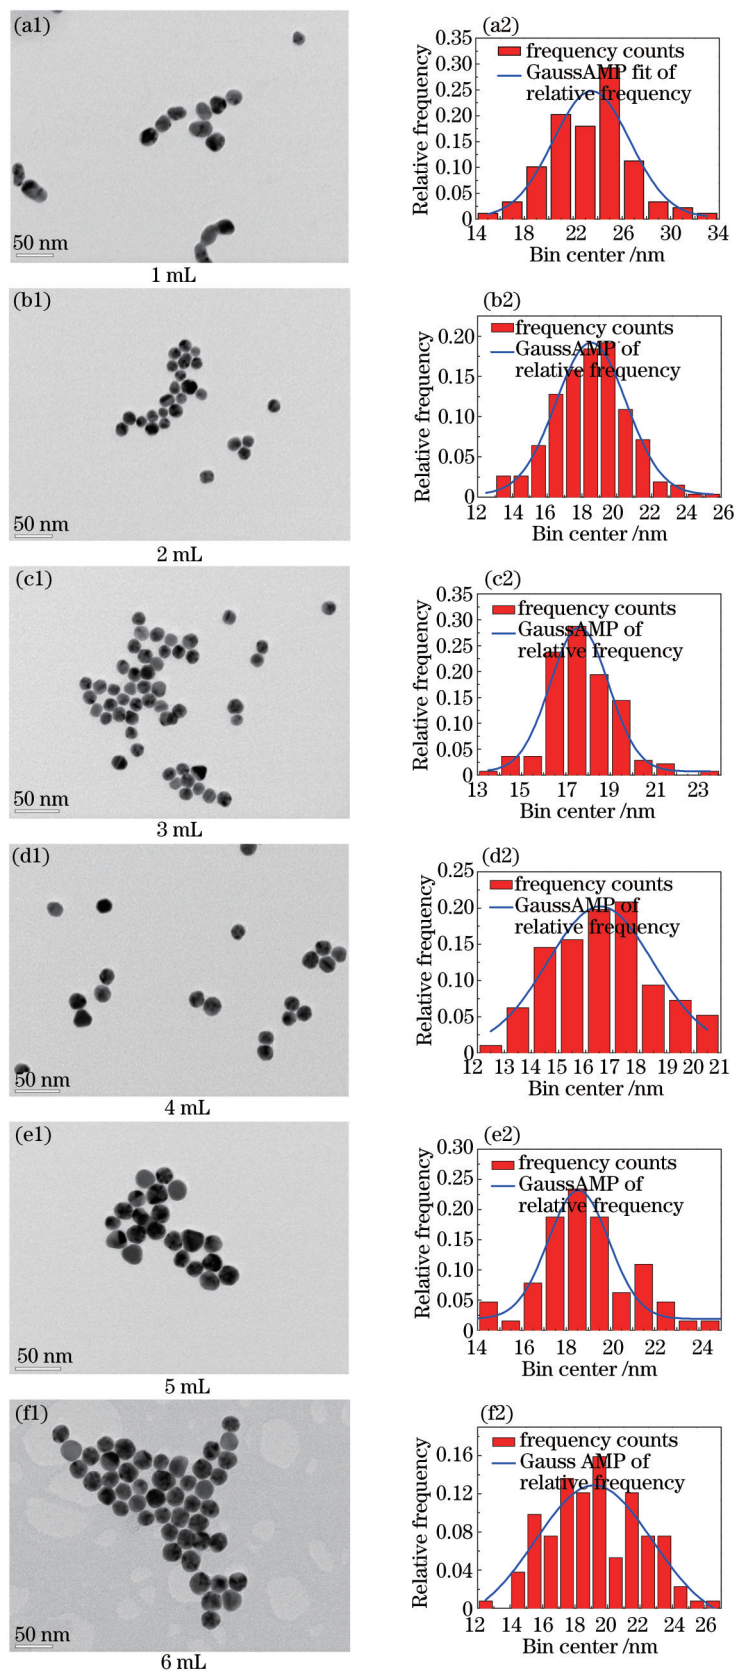 (a1)
50 nm
1 mL
(a2)
Relative frequency
0.35
0.30
0.25
0.20
0.15
0.10
0.05
0
frequency counts
GaussAMP fit of
relative frequency
14 18 22 26 30 34
Bin center /nm
(b1)
50 nm
2 mL
(b2)
Relative frequency
0.20
0.15
0.10
0.05
0
frequency counts
GaussAMP of
relative frequency
12 14 16 18 20 22 24 26
Bin center /nm
(c1)
50 nm
3 mL
(c2)
Relative frequency
0.35
0.30
0.25
0.20
0.15
0.10
0.05
0
frequency counts
GaussAMP of
relative frequency
13 15 17 19 21 23
Bin center /nm
(d1)
50 nm
4 mL
(d2)
Relative frequency
0.25
0.20
0.15
0.10
0.05
0
frequency counts
GaussAMP of
relative frequency
12 13 14 15 16 17 18 19 20 21
Bin center /nm
(e1)
50 nm
5 mL
(e2)
Relative frequency
0.30
0.25
0.20
0.15
0.10
0.05
0
frequency counts
GaussAMP of
relative frequency
14 16 18 20 22 24
Bin center /nm
(f1)
50 nm
6 mL
(f2)
Relative frequency
0.16
0.12
0.08
0.04
0
frequency counts
Gauss AMP of
relative frequency
12 14 16 18 20 22 24 26
Bin center /nm